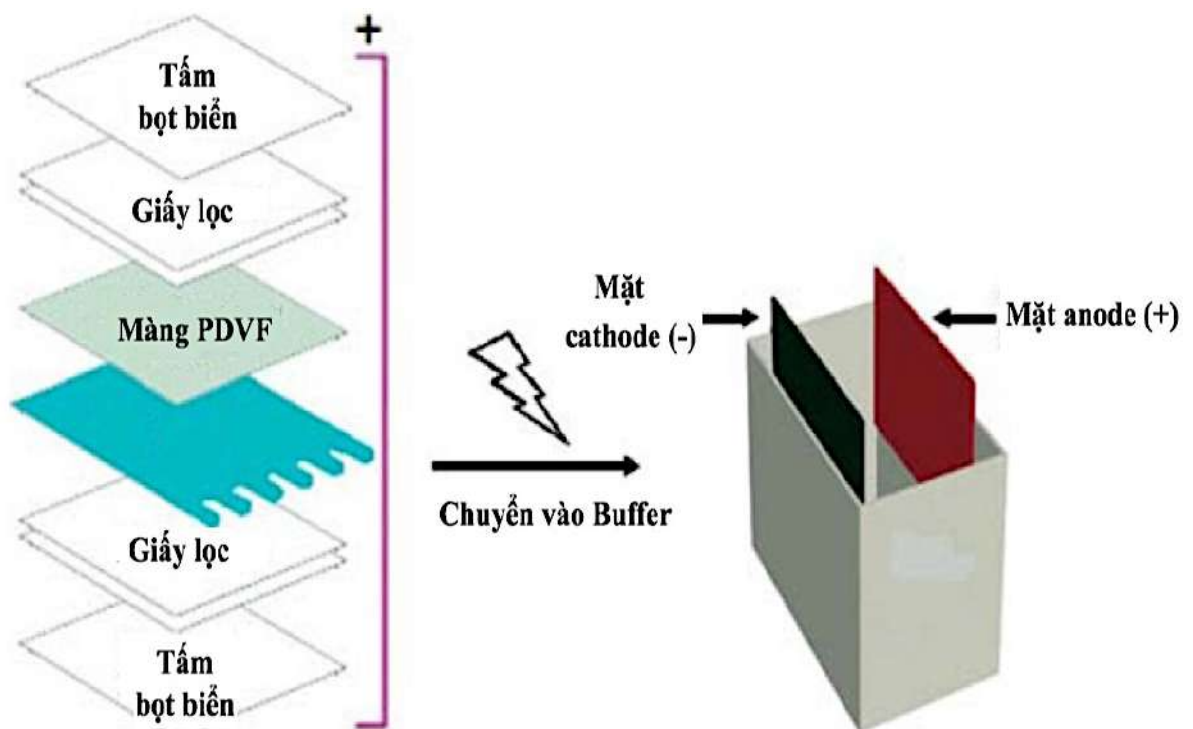 +
Tấm
bọt biển
Giấy lọc
Màng PDVF
Giấy lọc
Tấm
bọt biển
Chuyển vào Buffer
Mặt
cathode (-)
Mặt anode (+)